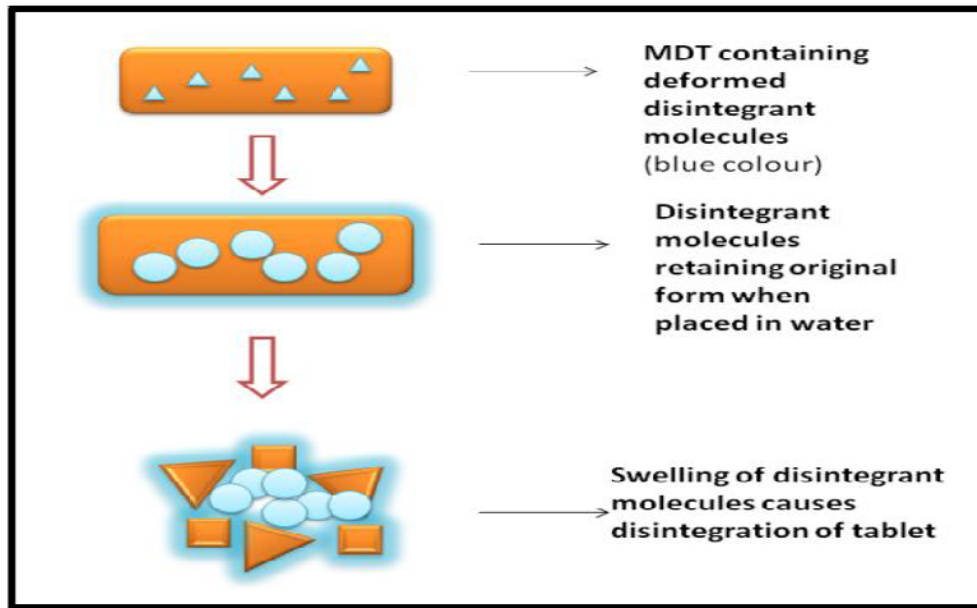 MDT containing
deformed
disintegrant
molecules
(blue colour)
Disintegrant
molecules
retaining original
form when
placed in water
Swelling of disintegrant
molecules causes
disintegration of tablet